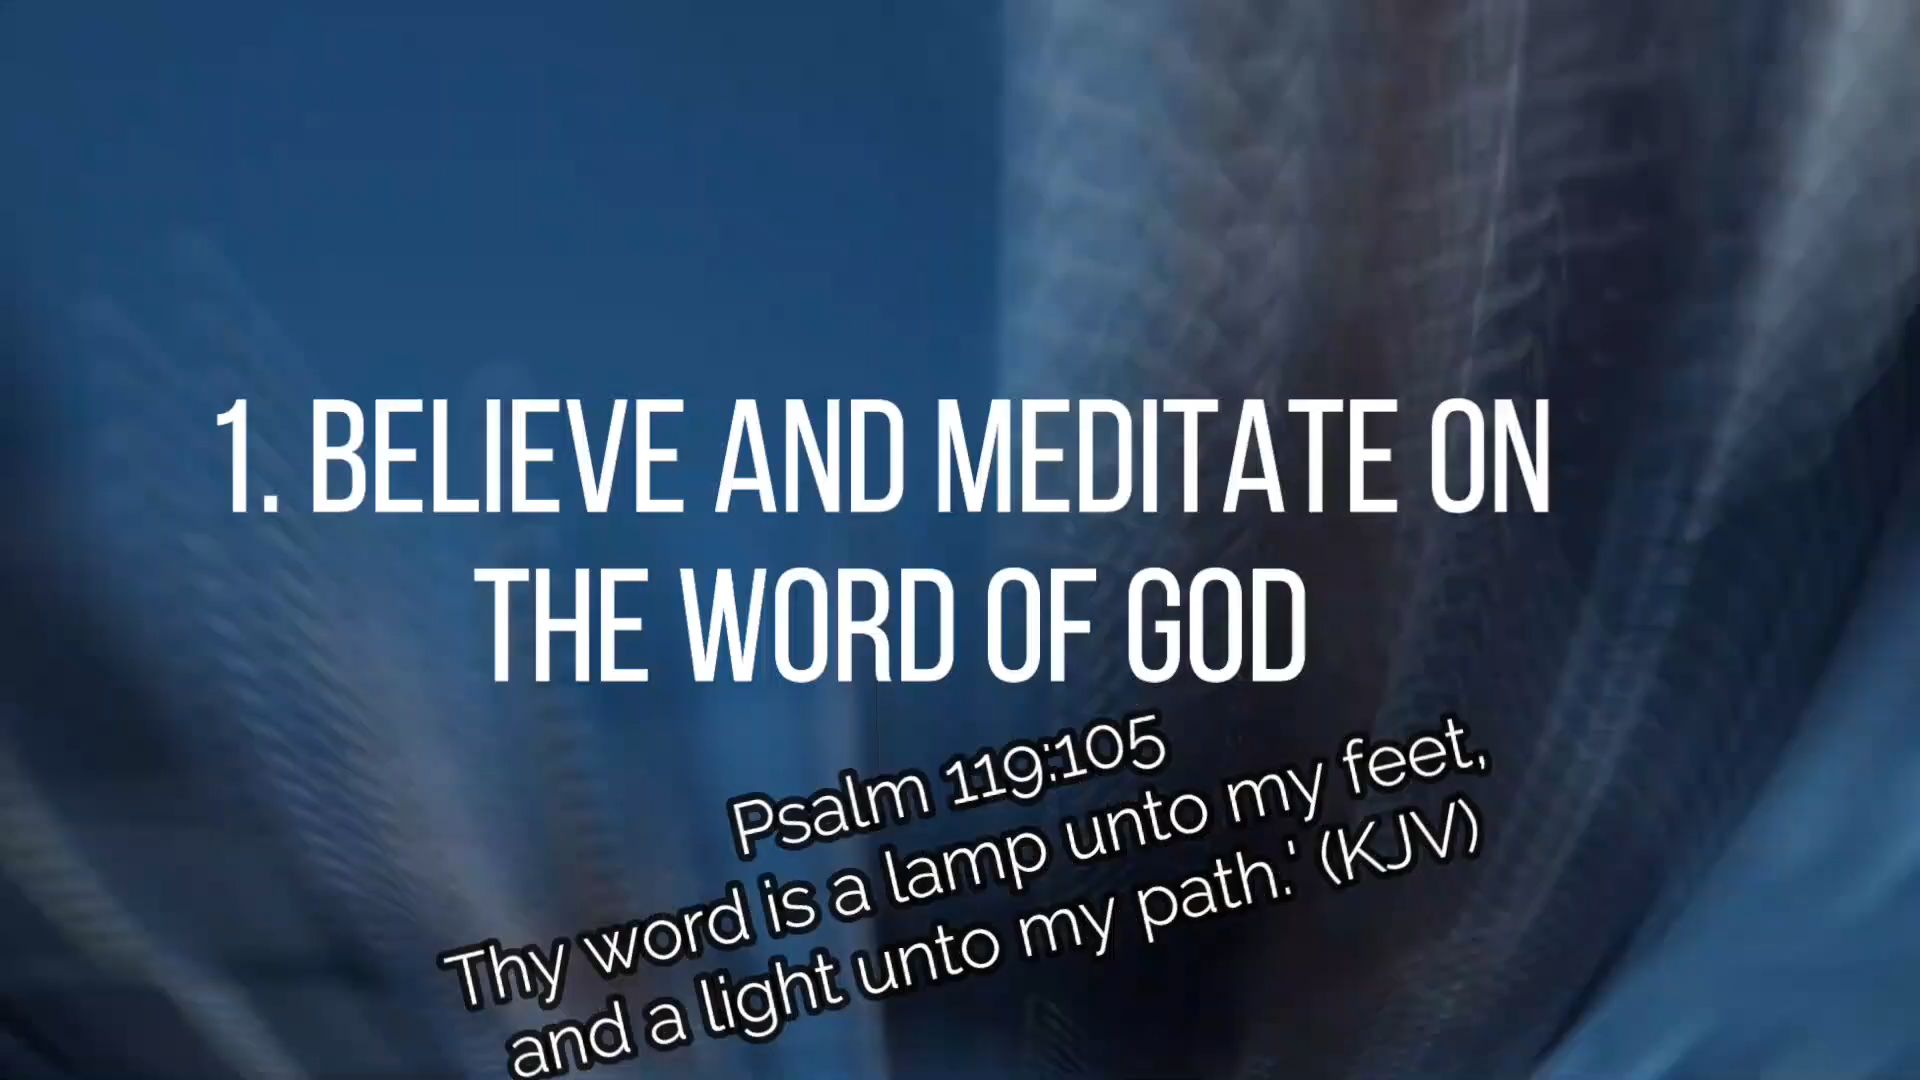 1. BELIEVE AND MEDITATE ON
THE WORD OF GOD
Psalm 119:105
Thy word is a lamp unto my feet,
and a light unto my path.' (KJV)